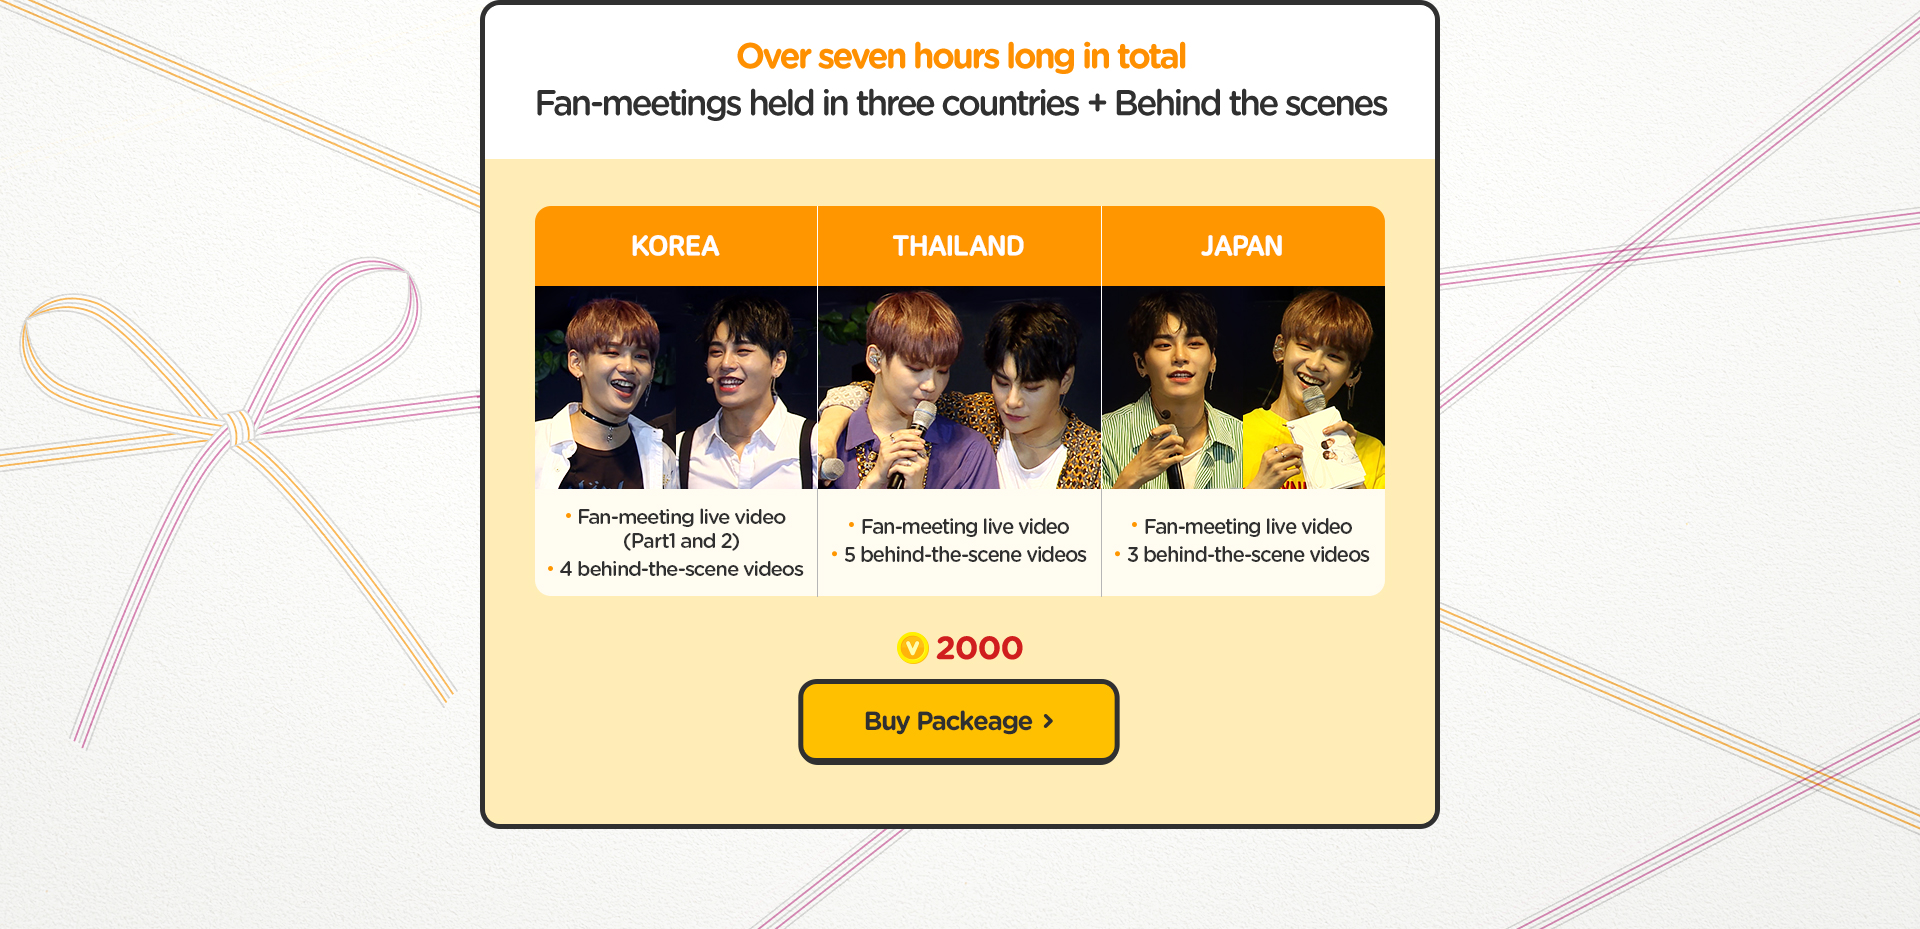 Over seven hours long in total
Fan-meetings held in three countries + Behind the scenes
KOREA
THAILAND
JAPAN
• Fan-meeting live video
(Part1 and 2)
• 4 behind-the-scene videos
• Fan-meeting live video
• 5 behind-the-scene videos
• Fan-meeting live video
• 3 behind-the-scene videos
V 2000
Buy Packeage >